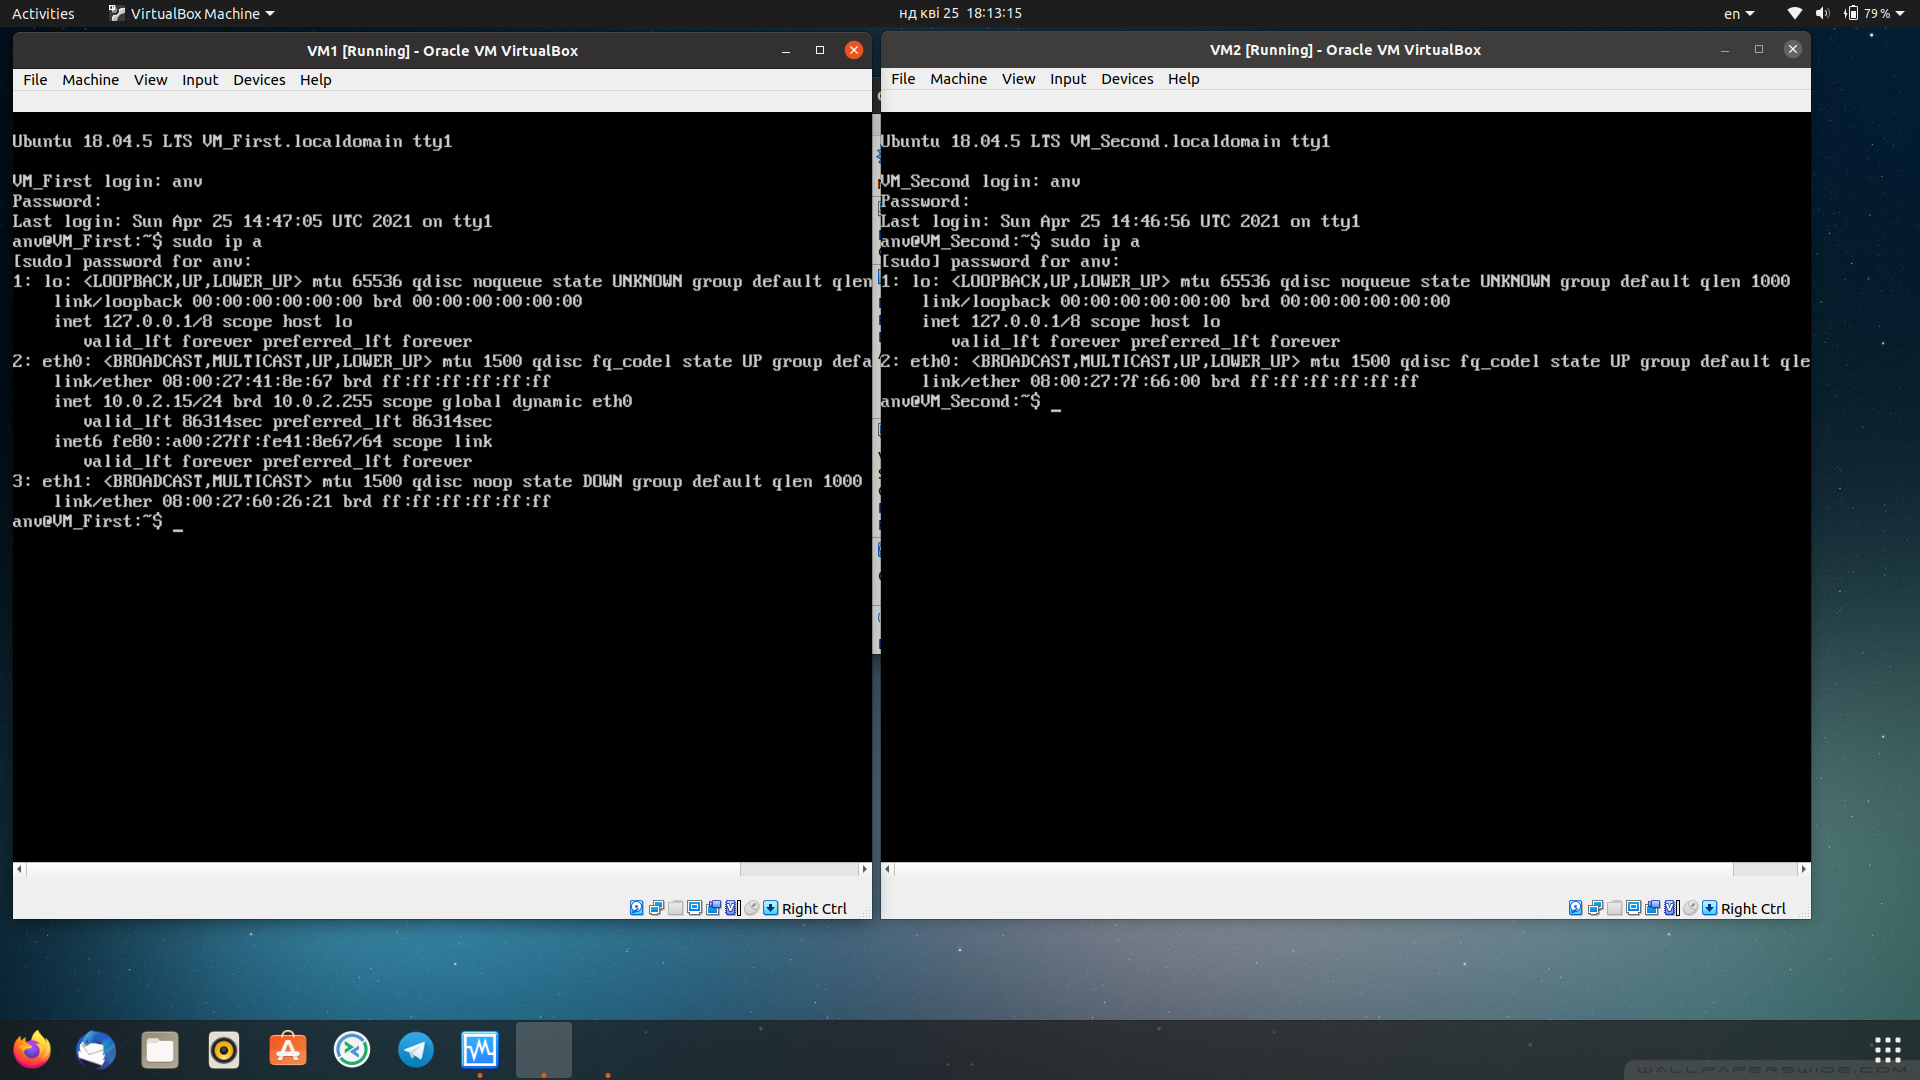 Activities VirtualBox Machine нд кві 25 18:13:15 en 79 %
VM1 [Running] - Oracle VM VirtualBox
File Machine View Input Devices Help
Ubuntu 18.04.5 LTS VM_First.localdomain tty1
VM_First login: anv
Password:
Last login: Sun Apr 25 14:47:05 UTC 2021 on tty1
anv@VM_First:~$ sudo ip a
[sudo] password for anv:
1: lo: <LOOPBACK,UP,LOWER_UP> mtu 65536 qdisc noqueue state UNKNOWN group default qlen
link/loopback 00:00:00:00:00:00 brd 00:00:00:00:00:00
inet 127.0.0.1/8 scope host lo
valid_lft forever preferred_lft forever
2: eth0: <BROADCAST,MULTICAST,UP,LOWER_UP> mtu 1500 qdisc fq_codel state UP group defa
link/ether 08:00:27:41:8e:67 brd ff:ff:ff:ff:ff:ff
inet 10.0.2.15/24 brd 10.0.2.255 scope global dynamic eth0
valid_lft 86314sec preferred_lft 86314sec
inet6 fe80::a00:27ff:fe41:8e67/64 scope link
valid_lft forever preferred_lft forever
3: eth1: <BROADCAST,MULTICAST> mtu 1500 qdisc noop state DOWN group default qlen 1000
link/ether 08:00:27:60:26:21 brd ff:ff:ff:ff:ff:ff
anv@VM_First:~$ _
Right Ctrl
VM2 [Running] - Oracle VM VirtualBox
File Machine View Input Devices Help
Ubuntu 18.04.5 LTS VM_Second.localdomain tty1
VM_Second login: anv
Password:
Last login: Sun Apr 25 14:46:56 UTC 2021 on tty1
anv@VM_Second:~$ sudo ip a
[sudo] password for anv:
1: lo: <LOOPBACK,UP,LOWER_UP> mtu 65536 qdisc noqueue state UNKNOWN group default qlen 1000
link/loopback 00:00:00:00:00:00 brd 00:00:00:00:00:00
inet 127.0.0.1/8 scope host lo
valid_lft forever preferred_lft forever
2: eth0: <BROADCAST,MULTICAST,UP,LOWER_UP> mtu 1500 qdisc fq_codel state UP group default qle
link/ether 08:00:27:7f:66:00 brd ff:ff:ff:ff:ff:ff
anv@VM_Second:~$ _
Right Ctrl
WALLPAPERSWIDE.COM